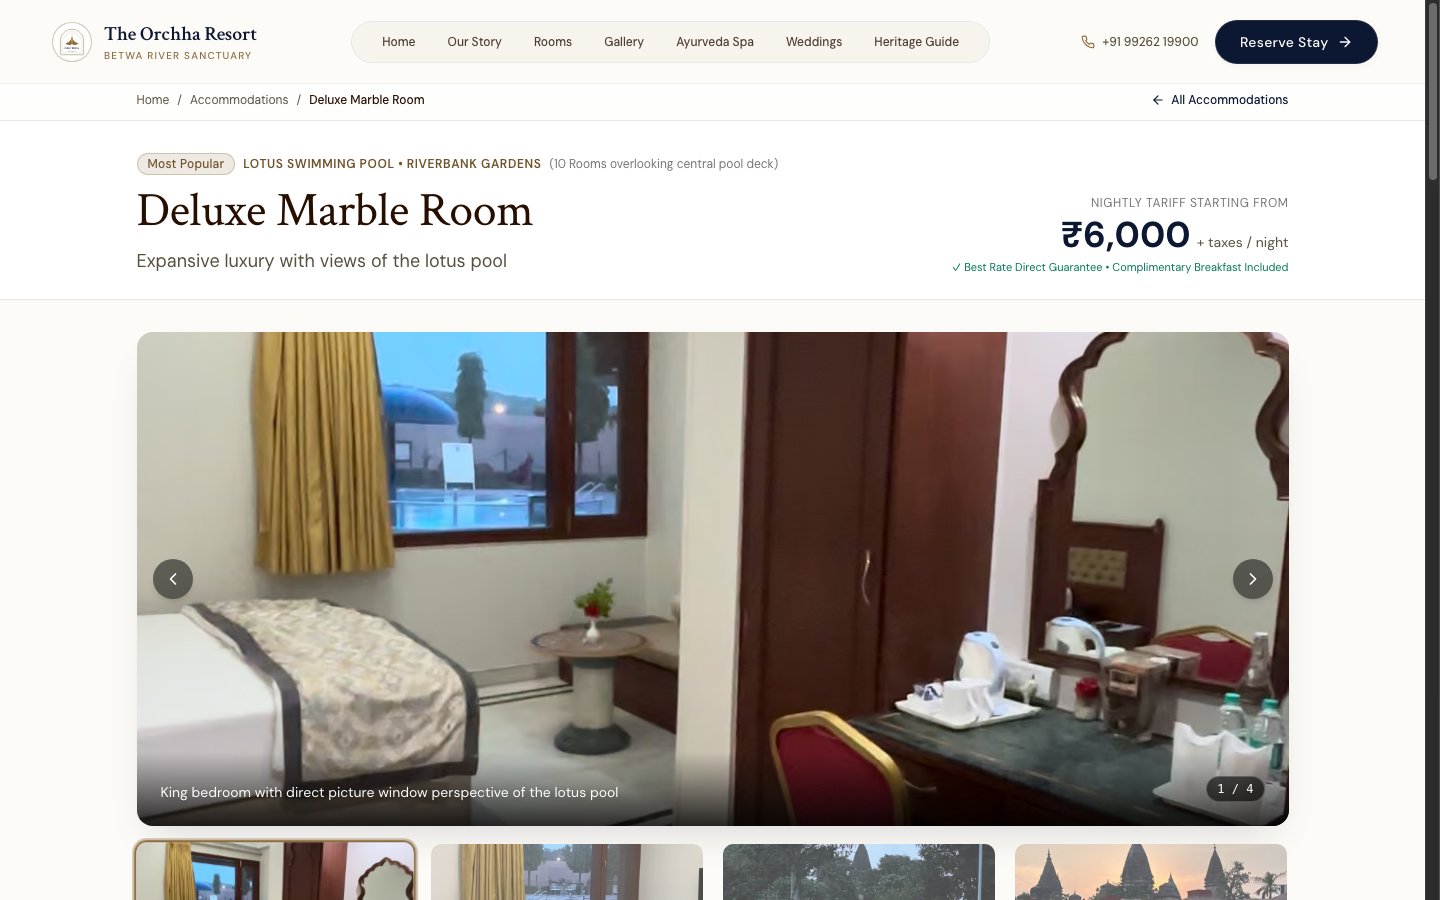 The Orchha Resort
BETWA RIVER SANCTUARY
Home
Our Story
Rooms
Gallery
Ayurveda Spa
Weddings
Heritage Guide
+91 99262 19900
Reserve Stay
Home / Accommodations / Deluxe Marble Room
All Accommodations
Most Popular
LOTUS SWIMMING POOL • RIVERBANK GARDENS (10 Rooms overlooking central pool deck)
Deluxe Marble Room
Expansive luxury with views of the lotus pool
NIGHTLY TARIFF STARTING FROM
₹6,000 + taxes / night
✓ Best Rate Direct Guarantee • Complimentary Breakfast Included
King bedroom with direct picture window perspective of the lotus pool
1 / 4